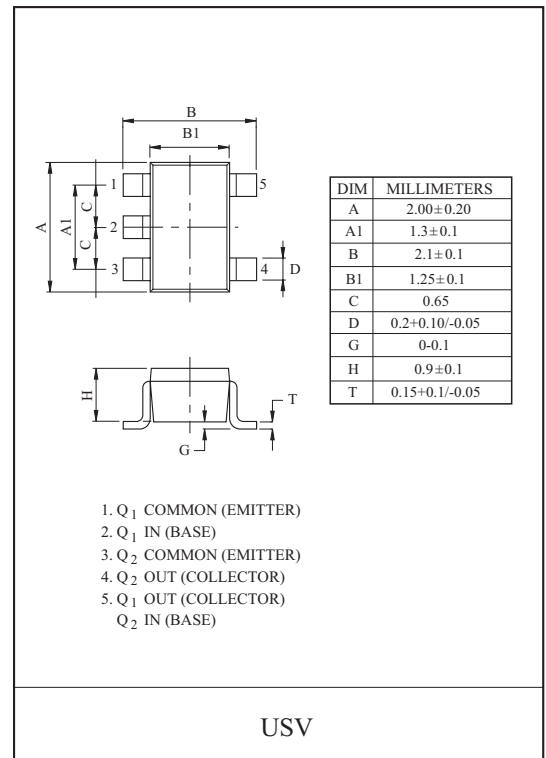 B
B1
1
5
A
A1
C
2
C
3
4
D
H
T
G
DIM MILLIMETERS
A 2.00±0.20
A1 1.3±0.1
B 2.1±0.1
B1 1.25±0.1
C 0.65
D 0.2+0.10/-0.05
G 0-0.1
H 0.9±0.1
T 0.15+0.1/-0.05
1. Q1 COMMON (EMITTER)
2. Q1 IN (BASE)
3. Q2 COMMON (EMITTER)
4. Q2 OUT (COLLECTOR)
5. Q1 OUT (COLLECTOR)
Q2 IN (BASE)
USV